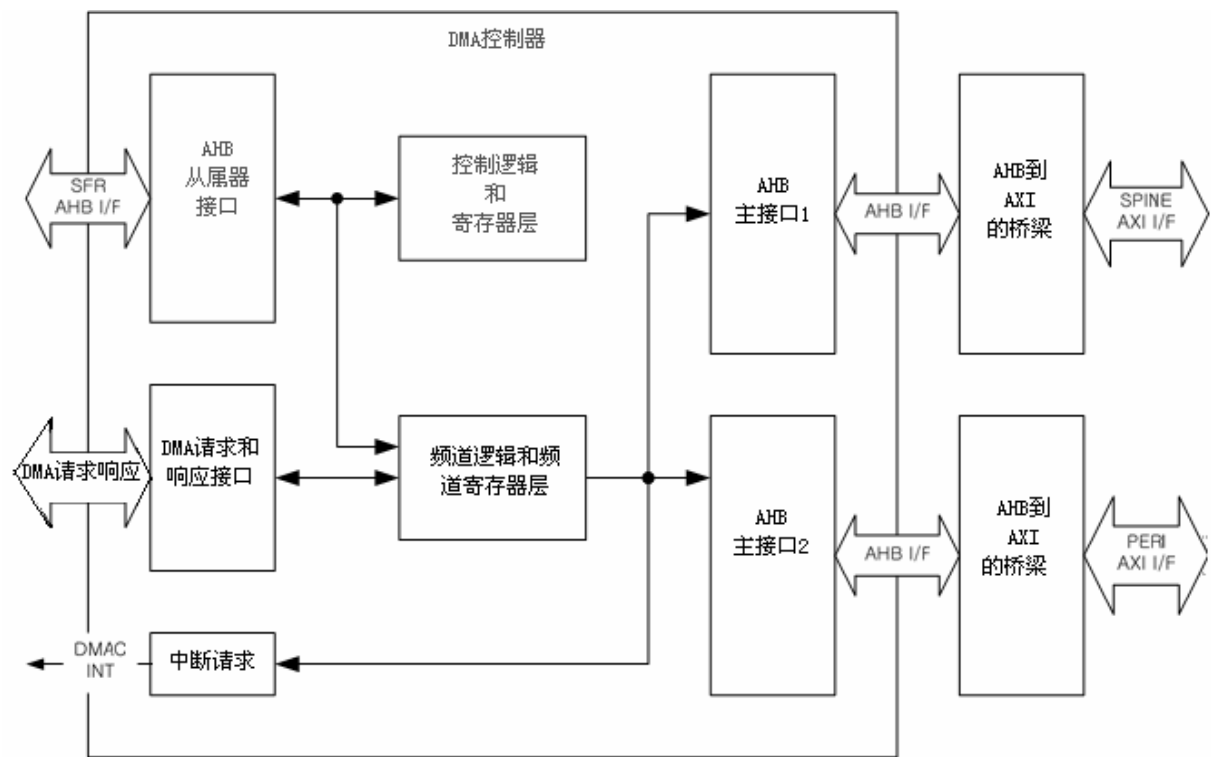 DMA控制器
AHB
从属器
接口
SFR
AHB I/F
控制逻辑
和
寄存器层
AHB
主接口1
AHB I/F
AHB到
AXI
的桥梁
SPINE
AXI I/F
DMA请求响应
DMA请求和
响应接口
频道逻辑和频
道寄存器层
AHB
主接口2
AHB I/F
AHB到
AXI
的桥梁
PERI
AXI I/F
DMAC
INT
中断请求